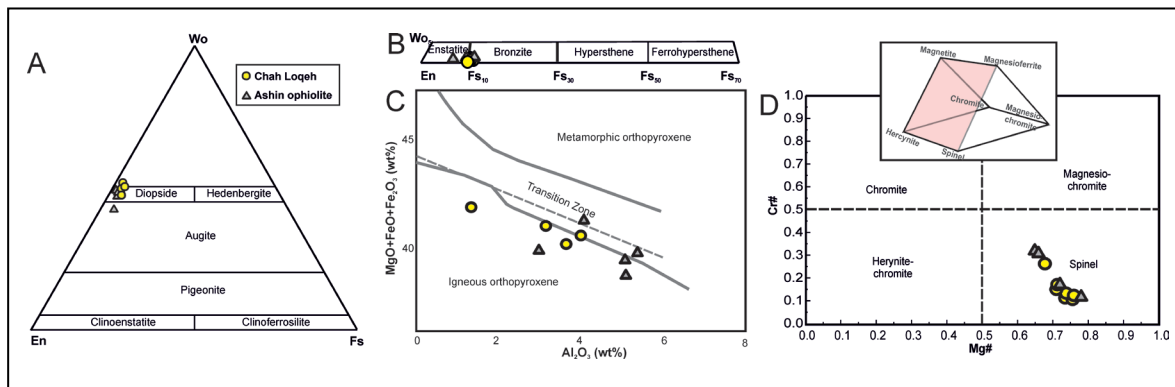 A
Wo
Chah Loqeh
Ashin ophiolite
Diopside
Hedenbergite
Augite
Pigeonite
Clinoenstatite
Clinoferrosilite
En
Fs
B
Wo₅
Enstatite
Bronzite
Hypersthene
Ferrohypersthene
En
Fs₁₀
Fs₃₀
Fs₅₀
Fs₇₀
C
45
40
MgO+FeO+Fe₂O₃ (wt%)
Metamorphic orthopyroxene
Transition Zone
Igneous orthopyroxene
0
2
4
6
8
Al₂O₃ (wt%)
D
Magnetite
Magnesioferrite
Chromite
Magnesio-
chromite
Hercynite
Spinel
Cr#
1.0
0.9
0.8
0.7
0.6
0.5
0.4
0.3
0.2
0.1
0.0
Chromite
Magnesio-
chromite
Herynite-
chromite
Spinel
0.0
0.1
0.2
0.3
0.4
0.5
0.6
0.7
0.8
0.9
1.0
Mg#